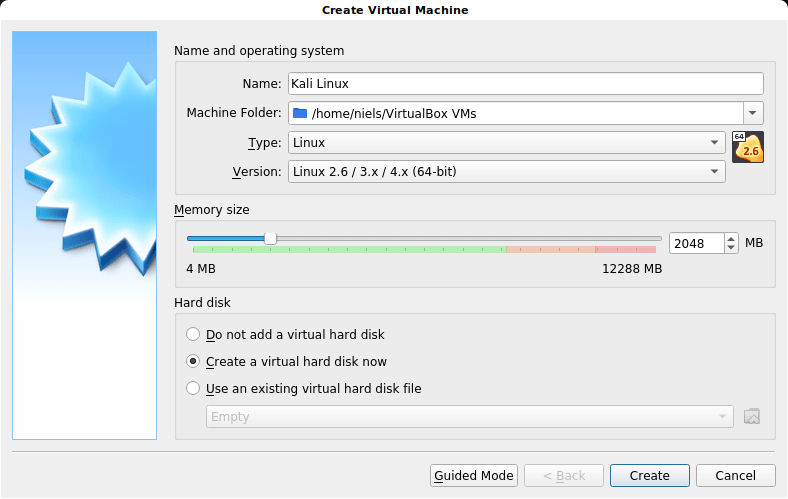 Create Virtual Machine
Name and operating system
Name: Kali Linux
Machine Folder: /home/niels/VirtualBox VMs
Type: Linux
64
2.6
Version: Linux 2.6 / 3.x / 4.x (64-bit)
Memory size
2048 MB
4 MB 12288 MB
Hard disk
Do not add a virtual hard disk
Create a virtual hard disk now
Use an existing virtual hard disk file
Empty
Guided Mode < Back Create Cancel